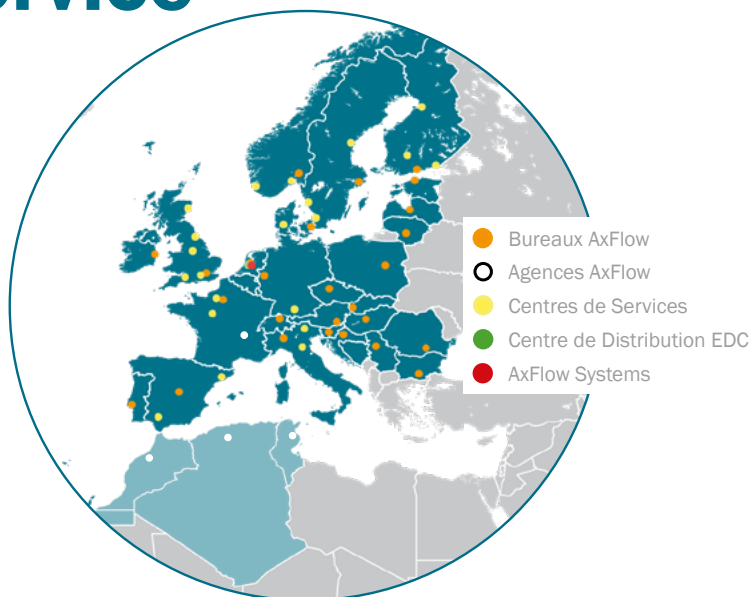 Bureaux AxFlow
Agences AxFlow
Centres de Services
Centre de Distribution EDC
AxFlow Systems